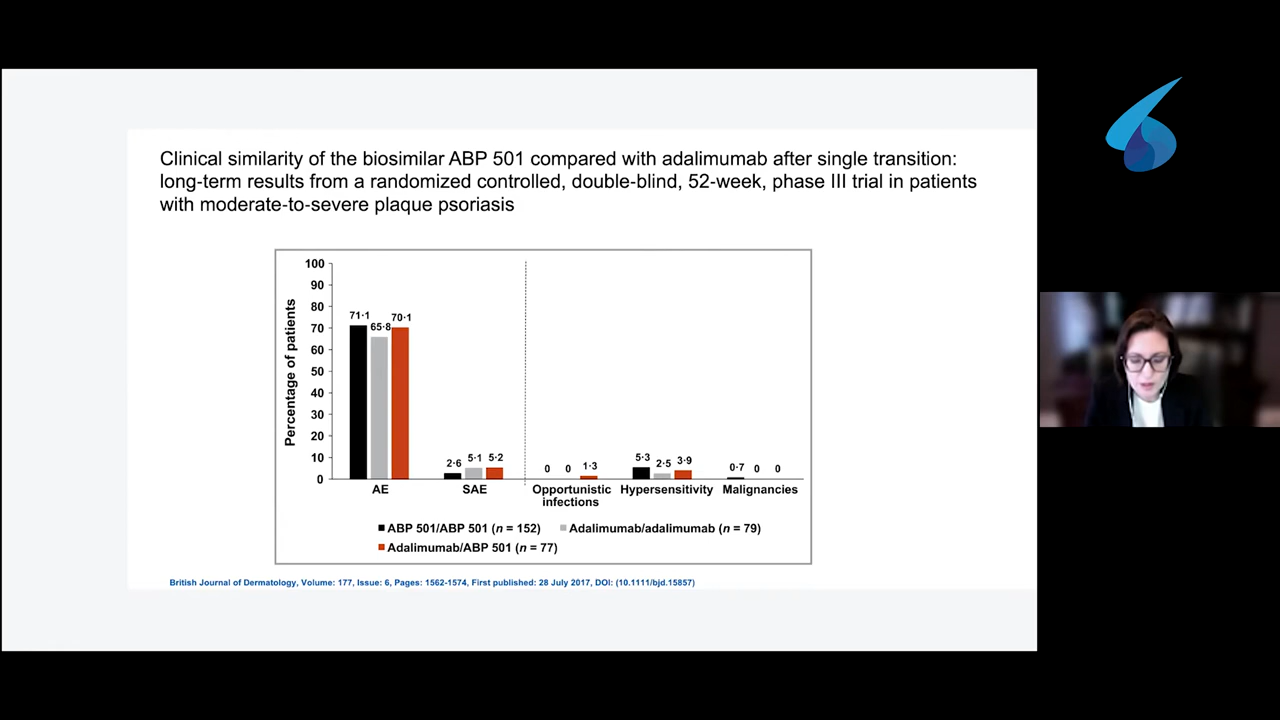 Clinical similarity of the biosimilar ABP 501 compared with adalimumab after single transition:
long-term results from a randomized controlled, double-blind, 52-week, phase III trial in patients
with moderate-to-severe plaque psoriasis
Percentage of patients
100
90
80
70
60
50
40
30
20
10
0
71·1
65·8
70·1
2·6
5·1
5·2
0
0
1·3
5·3
2·5
3·9
0·7
0
0
AE
SAE
Opportunistic
infections
Hypersensitivity
Malignancies
ABP 501/ABP 501 (n = 152)
Adalimumab/adalimumab (n = 79)
Adalimumab/ABP 501 (n = 77)
British Journal of Dermatology, Volume: 177, Issue: 6, Pages: 1562-1574, First published: 28 July 2017, DOI: (10.1111/bjd.15857)